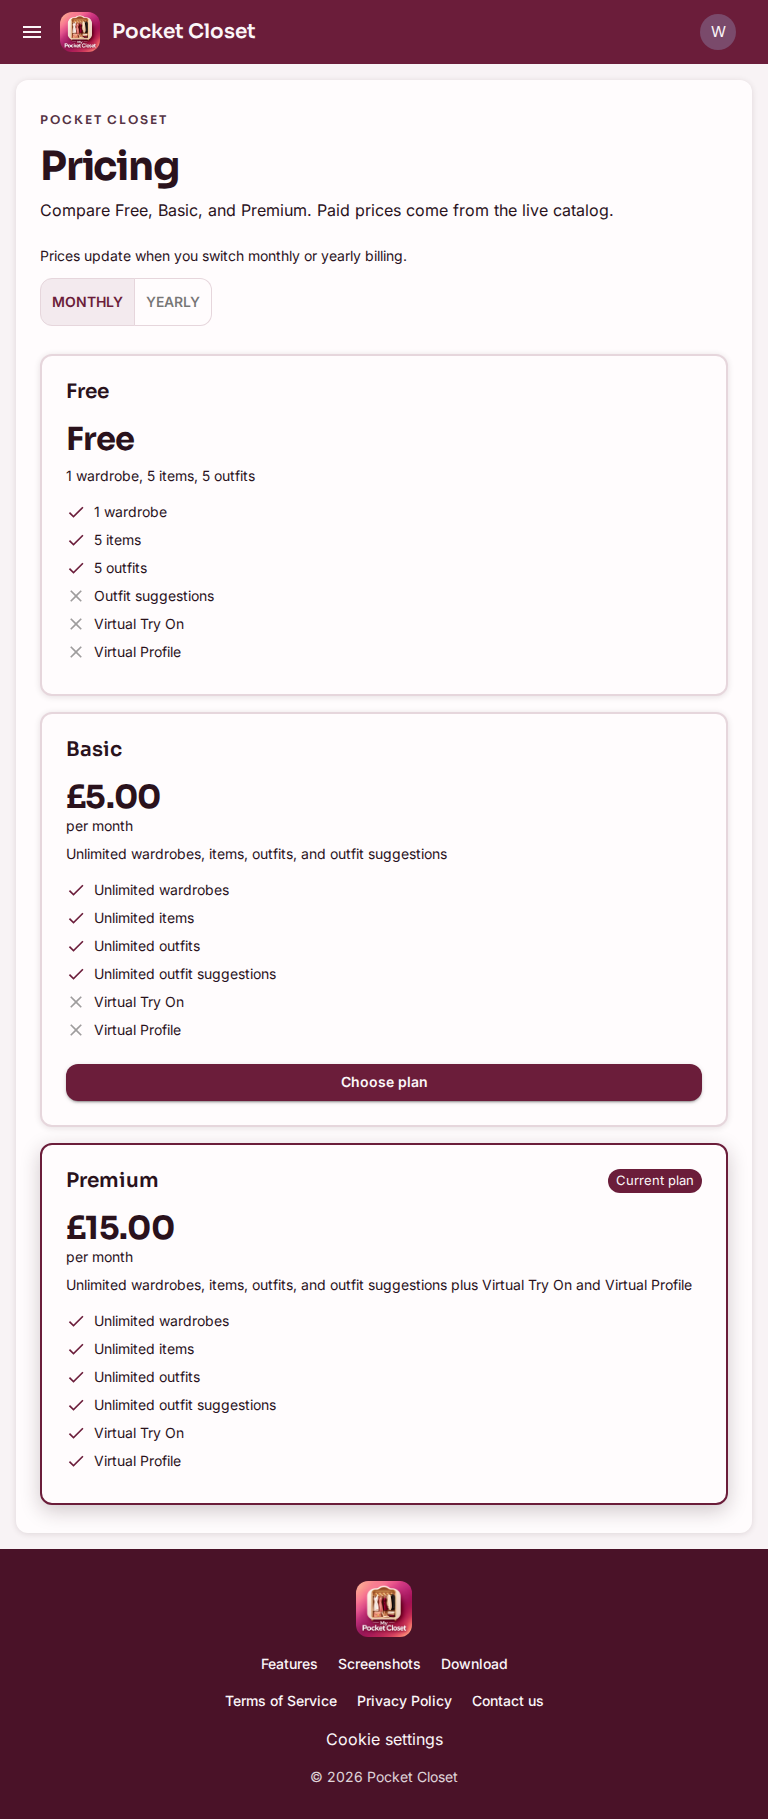 Pocket Closet
W
POCKET CLOSET
Pricing
Compare Free, Basic, and Premium. Paid prices come from the live catalog.
Prices update when you switch monthly or yearly billing.
MONTHLY YEARLY
Free
Free
1 wardrobe, 5 items, 5 outfits
1 wardrobe
5 items
5 outfits
Outfit suggestions
Virtual Try On
Virtual Profile
Basic
£5.00
per month
Unlimited wardrobes, items, outfits, and outfit suggestions
Unlimited wardrobes
Unlimited items
Unlimited outfits
Unlimited outfit suggestions
Virtual Try On
Virtual Profile
Choose plan
Premium
Current plan
£15.00
per month
Unlimited wardrobes, items, outfits, and outfit suggestions plus Virtual Try On and Virtual Profile
Unlimited wardrobes
Unlimited items
Unlimited outfits
Unlimited outfit suggestions
Virtual Try On
Virtual Profile
My
Pocket Closet
Features Screenshots Download
Terms of Service Privacy Policy Contact us
Cookie settings
© 2026 Pocket Closet